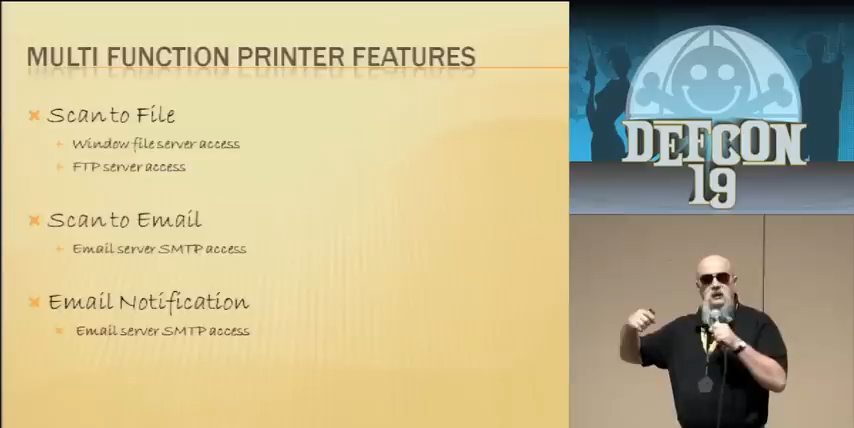 MULTI FUNCTION PRINTER FEATURES
Scan to File
Window file server access
FTP server access
Scan to Email
Email server SMTP access
Email Notification
Email server SMTP access
DEFCON
19